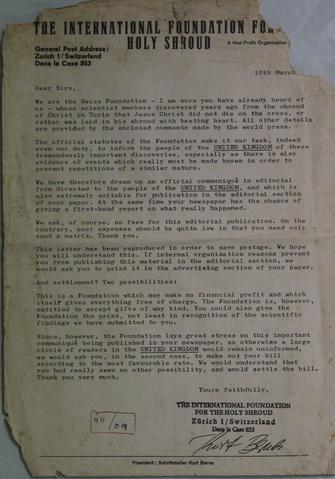 THE INTERNATIONAL FOUNDATION FOR
HOLY SHROUD
General Post Address:
Zurich 1/Switzerland
Dans la Case 853
A Non-Profit Organization
10th March
Dear Sirs,
We are the Swiss Foundation - I am sure you have already heard of
us - whose scientist members discovered years ago from the shroud
of Christ in Turin that Jesus Christ did not die on the cross, or
rather was laid in his shroud with beating heart. All other details
are provided by the enclosed comments made by the world press.
The official statutes of the Foundation make it our task, indeed
even our duty, to inform the people of the UNITED KINGDOM of these
tremendously important discoveries, especially as there is also
evidence of events which really must be made known in order to
prevent repetitions of a similar nature.
We have therefore drawn up an official communiqué in editorial
form directed to the people of the UNITED KINGDOM, and which is
also extremely suitable for publication in the editorial section
of your paper. At the same time your newspaper has the chance of
giving a first-hand report on what really happened.
We ask, of course, no fees for this editorial publication. On the
contrary, your expenses should be quite low in that you need only
send a matrix. Thank you.
This letter has been reproduced in order to save postage. We hope
you will understand this. If internal organisation reasons prevent
you from publishing this material in the editorial section, we
would ask you to print it in the advertising section of your paper.
And settlement? Two possibilities:
This is a Foundation which may make no financial profit and which
itself gives everything free of charge. The Foundation is, however,
entitled to accept gifts of any kind. You could also give the
Foundation the print, not least in recognition of the scientific
findings we have submitted to you.
Since, however, the Foundation lays great stress on this important
communiqué being published in your newspaper, as otherwise a large
circle of readers in the UNITED KINGDOM would remain uninformed,
we would ask you, in the second case, to make out your bill
according to the most favourable rate. We would understand that
you had really seen no other possibility, and would settle the bill.
Thank you very much.
Yours faithfully,
THE INTERNATIONAL FOUNDATION
FOR THE HOLY SHROUD
Zürich 1/Switzerland
Dans la Case 853
Kurt Berna
/09
President: Schriftsteller Kurt Berna